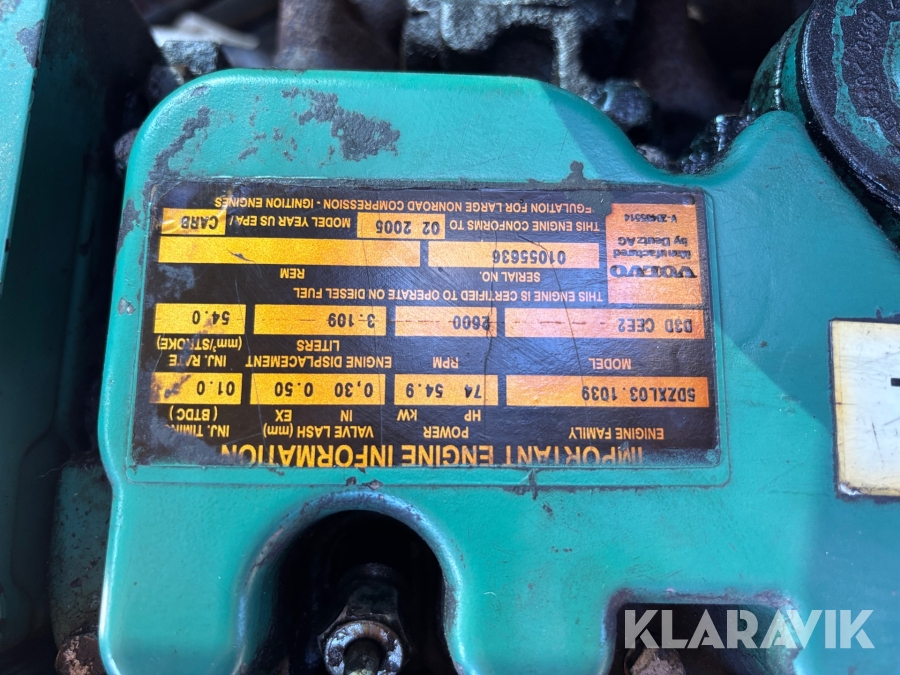 IMPORTANT ENGINE INFORMATION
ENIGINE FAMILY POWER VALVE LASH (mm) INJ. TIMIN
HP kW IN EX (BTDC)
5DZXL03.1039 74 54.9 0,30 0.50 01.0
MODEL RPM ENGINE DISPLACEMENT INJ. RATE
LITERS (mm³/STROKE)
D3D CEE2 2600 3.109 54.0
THIS ENGINE IS CERTIFIED TO OPERATE ON DIESEL FUEL
VOLVO SERIAL NO. REM
Manufactured
by Deutz AG 01055636
THIS ENGINE CONFORMS TO 02 2005 MODEL YEAR US EPA / CARB
EGULATION FOR LARGE NONROAD COMPRESSION - IGNITION ENGINES
KLARAVIK